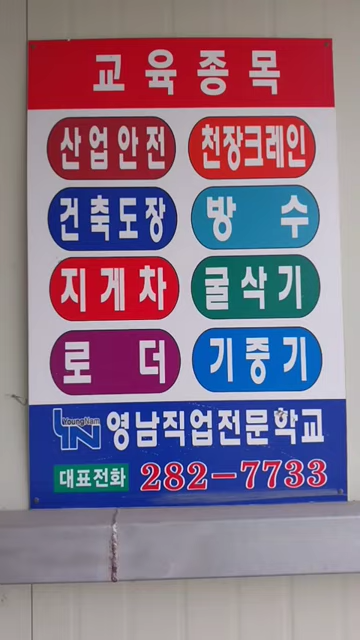 교육종목
산업안전 천장크레인
건축도장 방수
지게차 굴삭기
로더 기중기
YoungNam
YN 영남직업전문학교
대표전화 282-7733